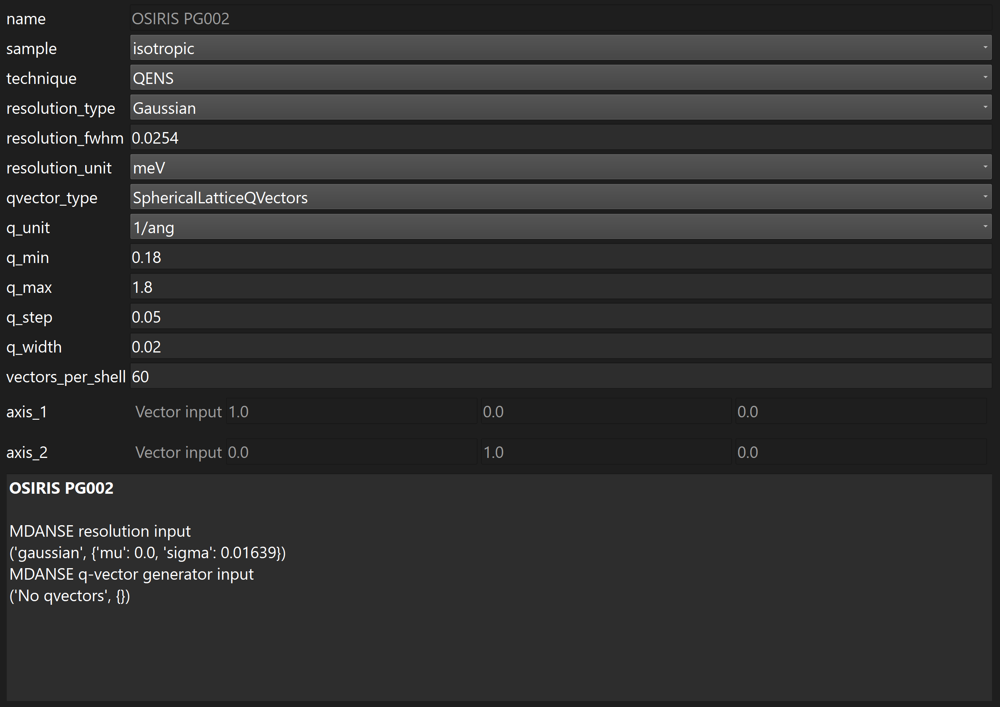 name OSIRIS PG002
sample isotropic
technique QENS
resolution_type Gaussian
resolution_fwhm 0.0254
resolution_unit meV
qvector_type SphericalLatticeQVectors
q_unit 1/ang
q_min 0.18
q_max 1.8
q_step 0.05
q_width 0.02
vectors_per_shell 60
axis_1 Vector input 1.0 0.0 0.0
axis_2 Vector input 0.0 1.0 0.0
OSIRIS PG002
MDANSE resolution input
('gaussian', {'mu': 0.0, 'sigma': 0.01639})
MDANSE q-vector generator input
('No qvectors', {})